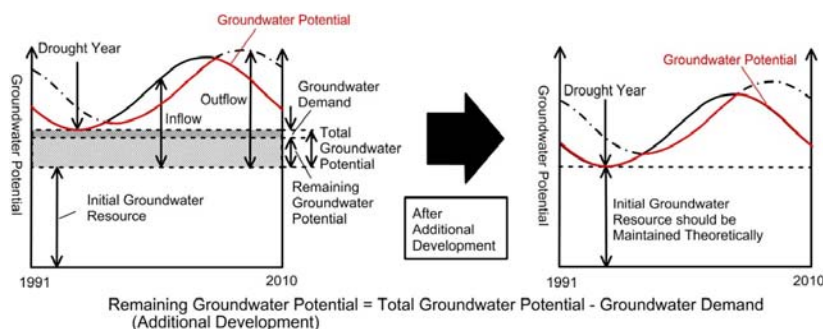 Groundwater Potential
Drought Year
Groundwater Potential
Inflow
Outflow
Groundwater
Demand
Total
Groundwater
Potential
Remaining
Groundwater
Potential
Initial Groundwater
Resource
1991
2010
After
Additional
Development
Groundwater Potential
Drought Year
Groundwater Potential
Initial Groundwater
Resource should be
Maintained Theoretically
1991
2010
Remaining Groundwater Potential = Total Groundwater Potential - Groundwater Demand
(Additional Development)